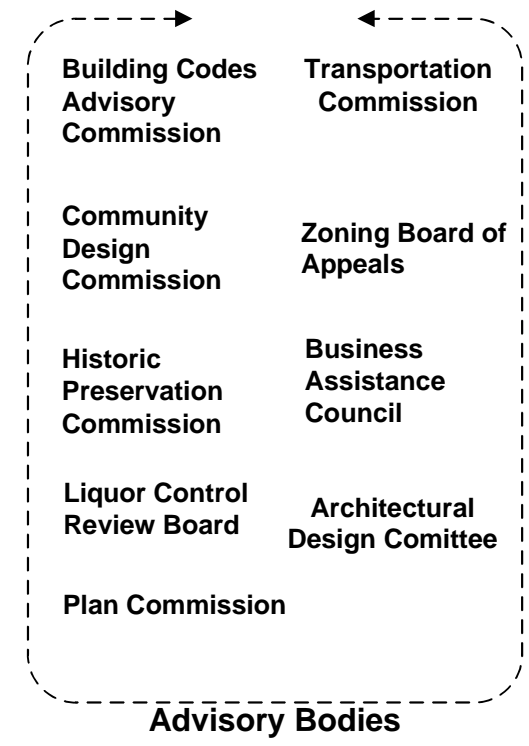 Building Codes
Advisory
Commission
Community
Design
Commission
Historic
Preservation
Commission
Liquor Control
Review Board
Plan Commission
Transportation
Commission
Zoning Board of
Appeals
Business
Assistance
Council
Architectural
Design Comittee
Advisory Bodies